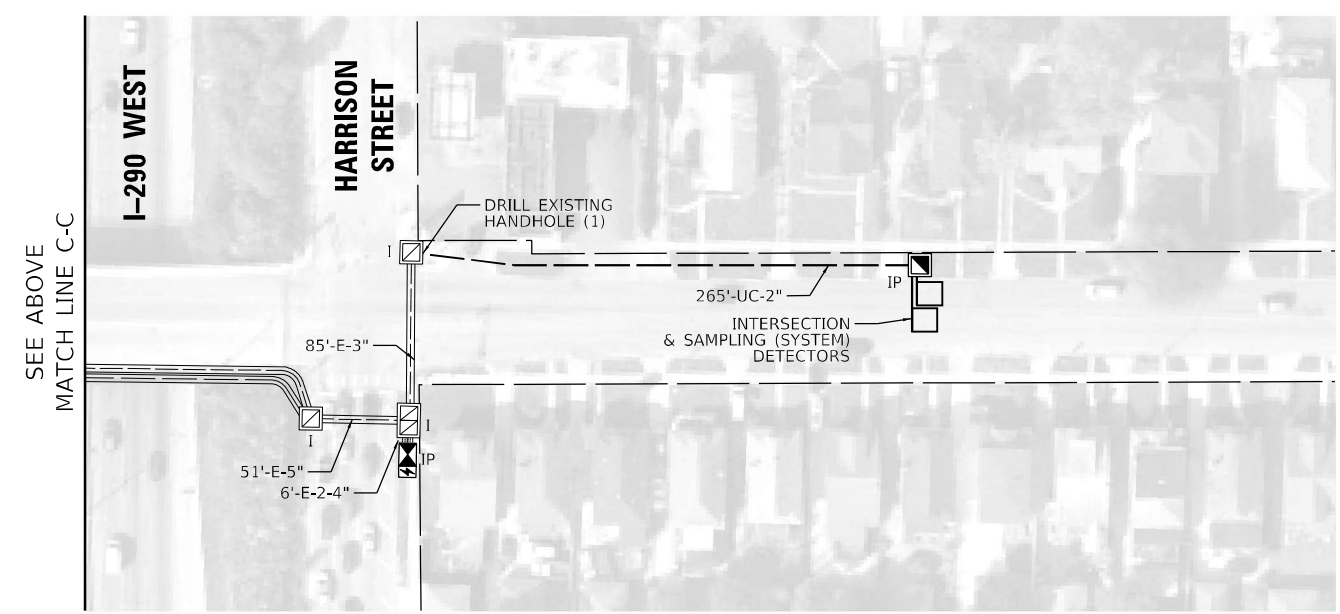 SEE ABOVE
MATCH LINE C-C
I-290 WEST
HARRISON
STREET
DRILL EXISTING
HANDHOLE (1)
I
265'-UC-2"
IP
INTERSECTION
& SAMPLING (SYSTEM)
DETECTORS
85'-E-3"
I
I
51'-E-5"
6'-E-2-4"
IP